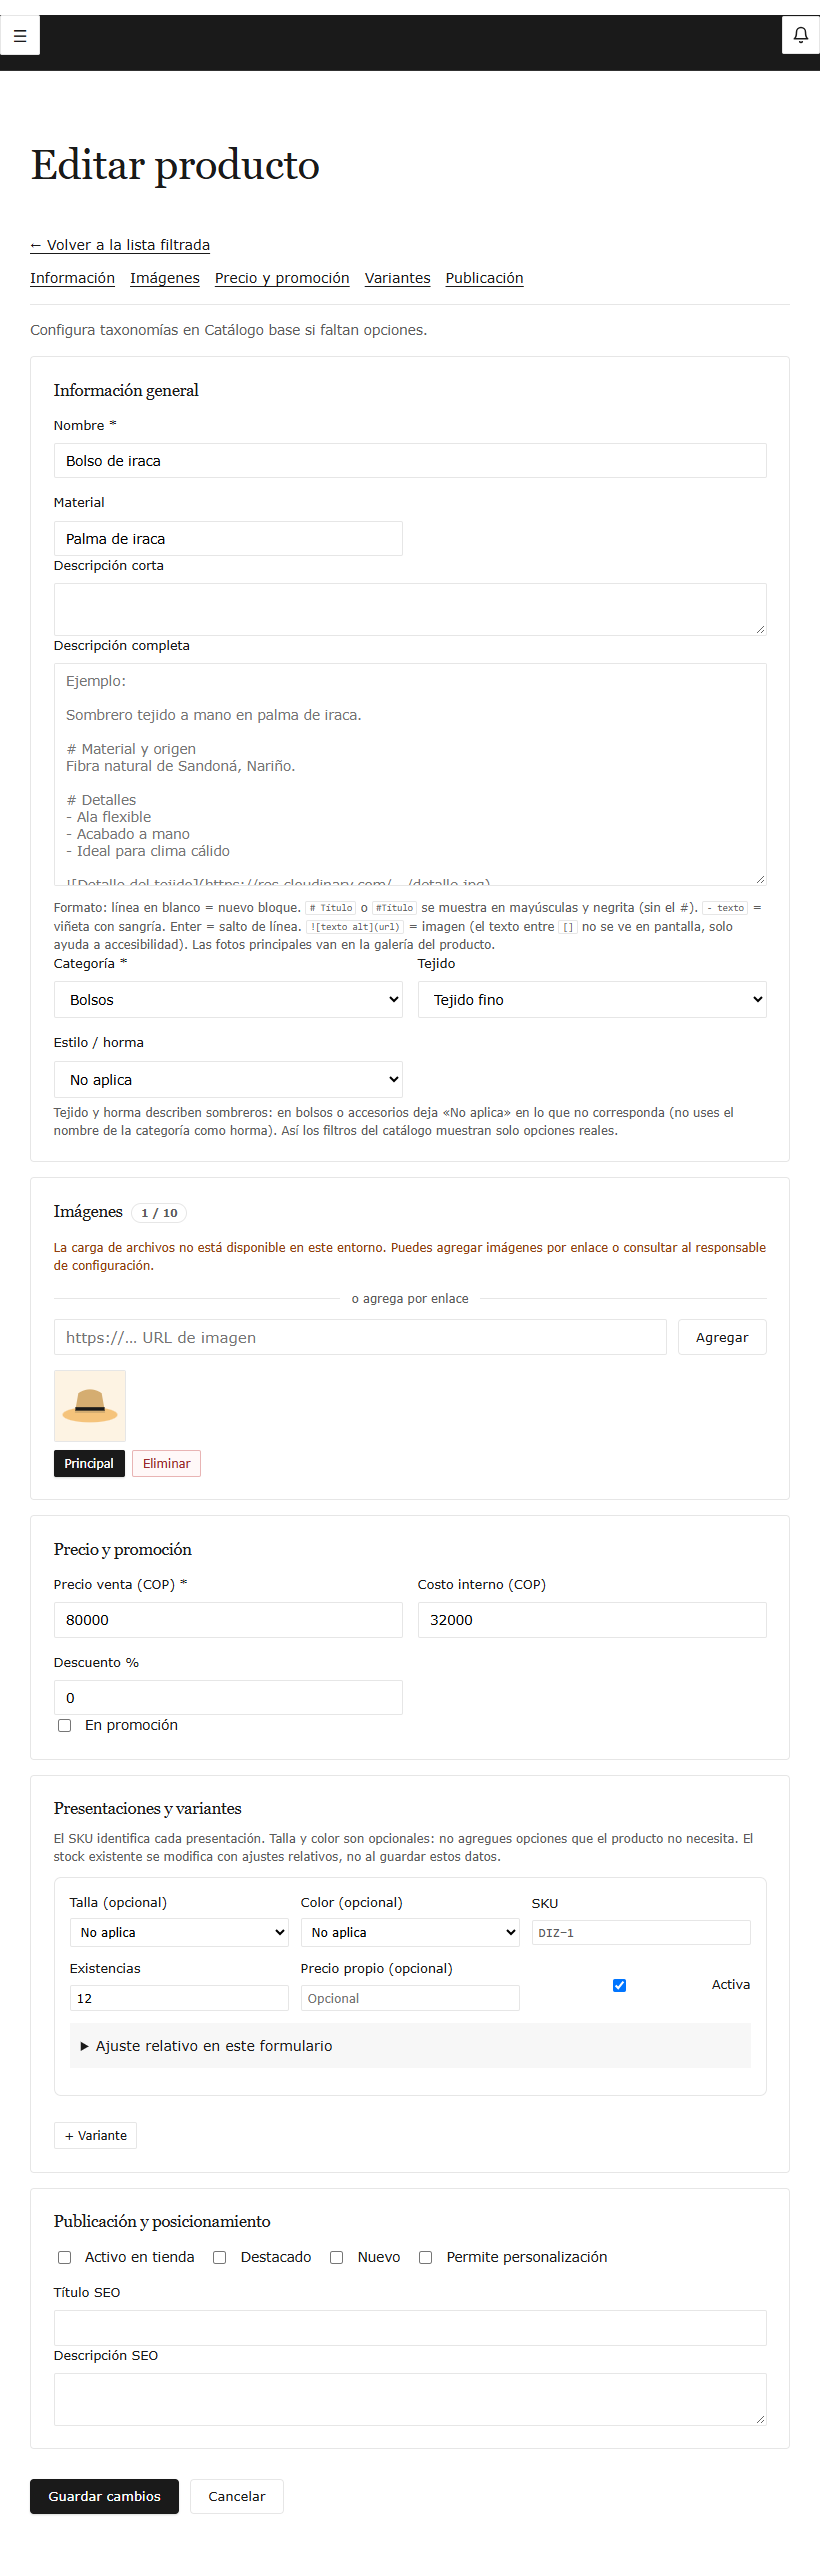 ☰
Editar producto
← Volver a la lista filtrada
Información Imágenes Precio y promoción Variantes Publicación
Configura taxonomías en Catálogo base si faltan opciones.
Información general
Nombre *
Bolso de iraca
Material
Palma de iraca
Descripción corta
Descripción completa
Ejemplo:
Sombrero tejido a mano en palma de iraca.
# Material y origen
Fibra natural de Sandoná, Nariño.
# Detalles
- Ala flexible
- Acabado a mano
- Ideal para clima cálido
![Detalle del tejido](https://res.cloudinary.com/.../detalle.jpg)
Formato: línea en blanco = nuevo bloque. # Título o #Título se muestra en mayúsculas y negrita (sin el #). - texto =
viñeta con sangría. Enter = salto de línea. ![texto alt](url) = imagen (el texto entre [] no se ve en pantalla, solo
ayuda a accesibilidad). Las fotos principales van en la galería del producto.
Categoría * Tejido
Bolsos Tejido fino
Estilo / horma
No aplica
Tejido y horma describen sombreros: en bolsos o accesorios deja «No aplica» en lo que no corresponda (no uses el
nombre de la categoría como horma). Así los filtros del catálogo muestran solo opciones reales.
Imágenes 1 / 10
La carga de archivos no está disponible en este entorno. Puedes agregar imágenes por enlace o consultar al responsable
de configuración.
o agrega por enlace
https://... URL de imagen Agregar
Principal Eliminar
Precio y promoción
Precio venta (COP) * Costo interno (COP)
80000 32000
Descuento %
0
En promoción
Presentaciones y variantes
El SKU identifica cada presentación. Talla y color son opcionales: no agregues opciones que el producto no necesita. El
stock existente se modifica con ajustes relativos, no al guardar estos datos.
Talla (opcional) Color (opcional) SKU
No aplica No aplica DIZ-1
Existencias Precio propio (opcional)
12 Opcional Activa
▶ Ajuste relativo en este formulario
+ Variante
Publicación y posicionamiento
Activo en tienda Destacado Nuevo Permite personalización
Título SEO
Descripción SEO
Guardar cambios Cancelar